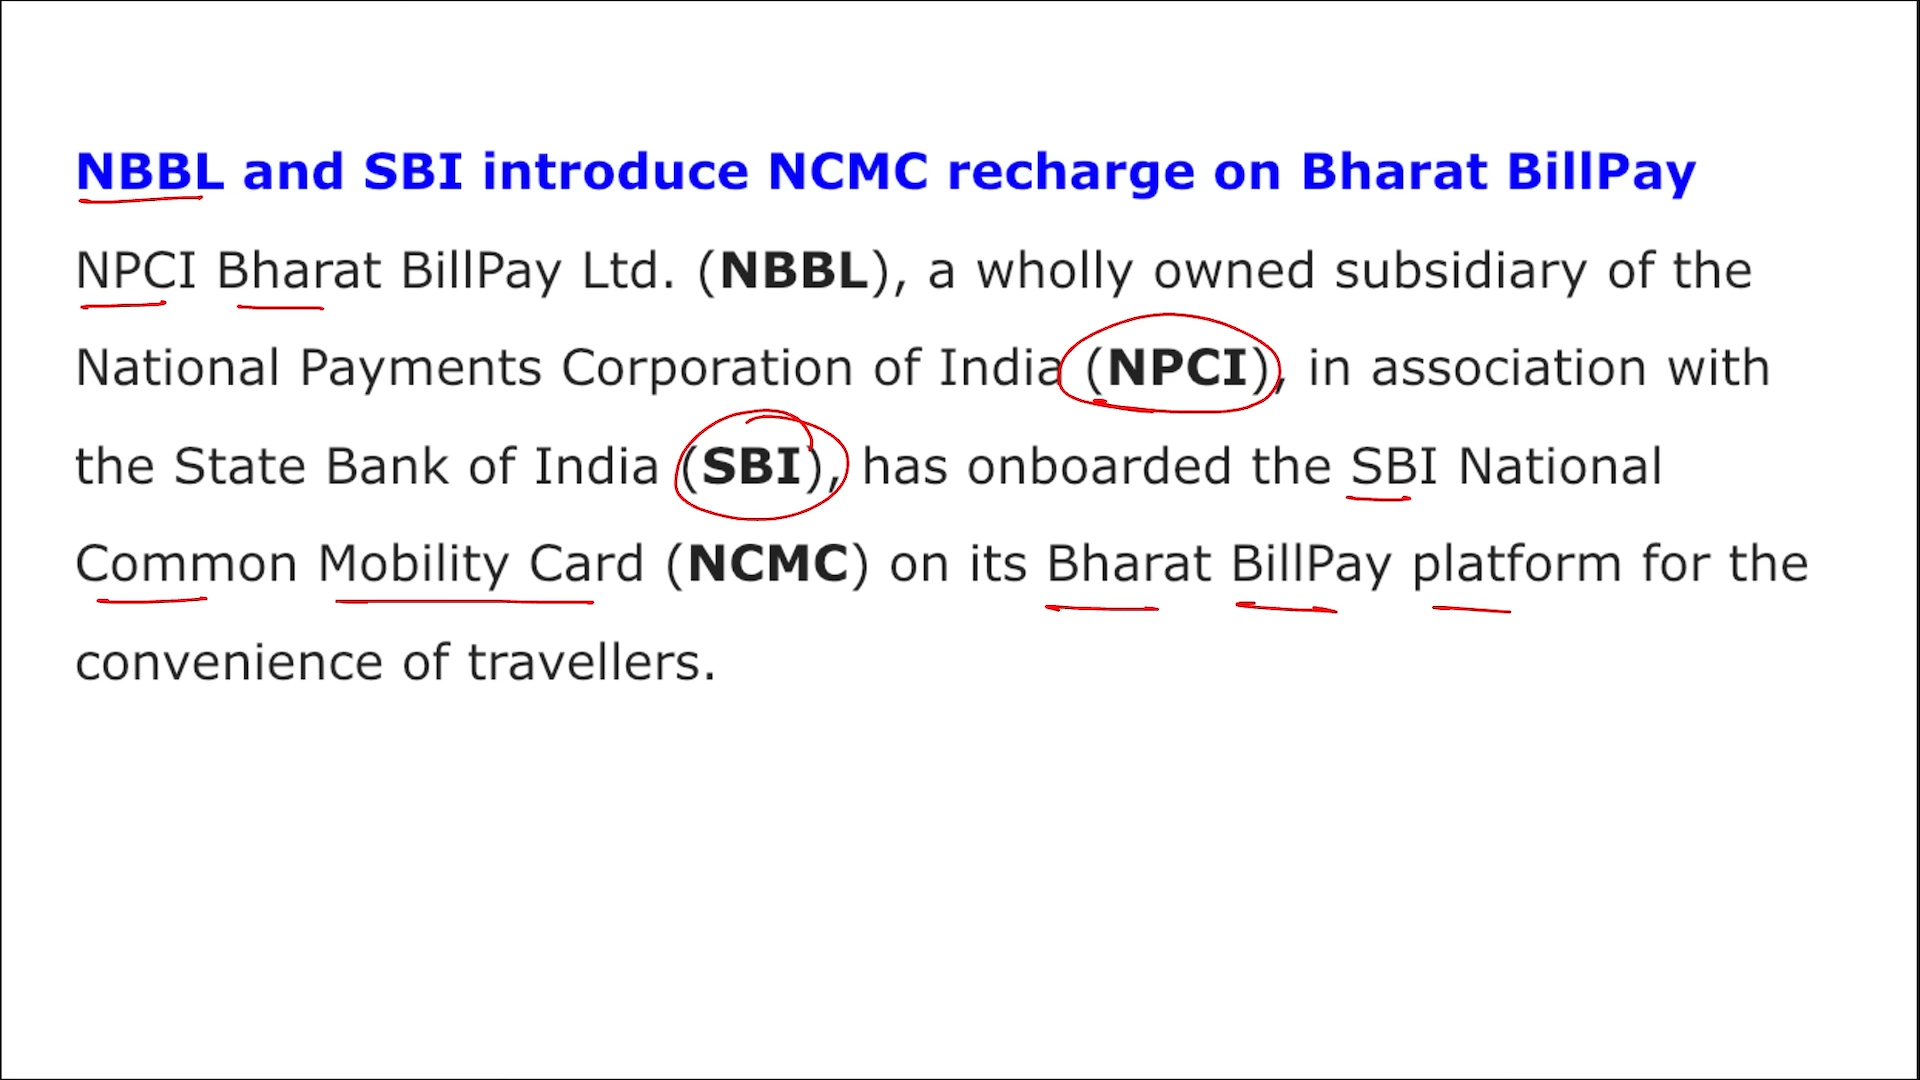 NBBL and SBI introduce NCMC recharge on Bharat BillPay
NPCI Bharat BillPay Ltd. (NBBL), a wholly owned subsidiary of the
National Payments Corporation of India (NPCI), in association with
the State Bank of India (SBI), has onboarded the SBI National
Common Mobility Card (NCMC) on its Bharat BillPay platform for the
convenience of travellers.